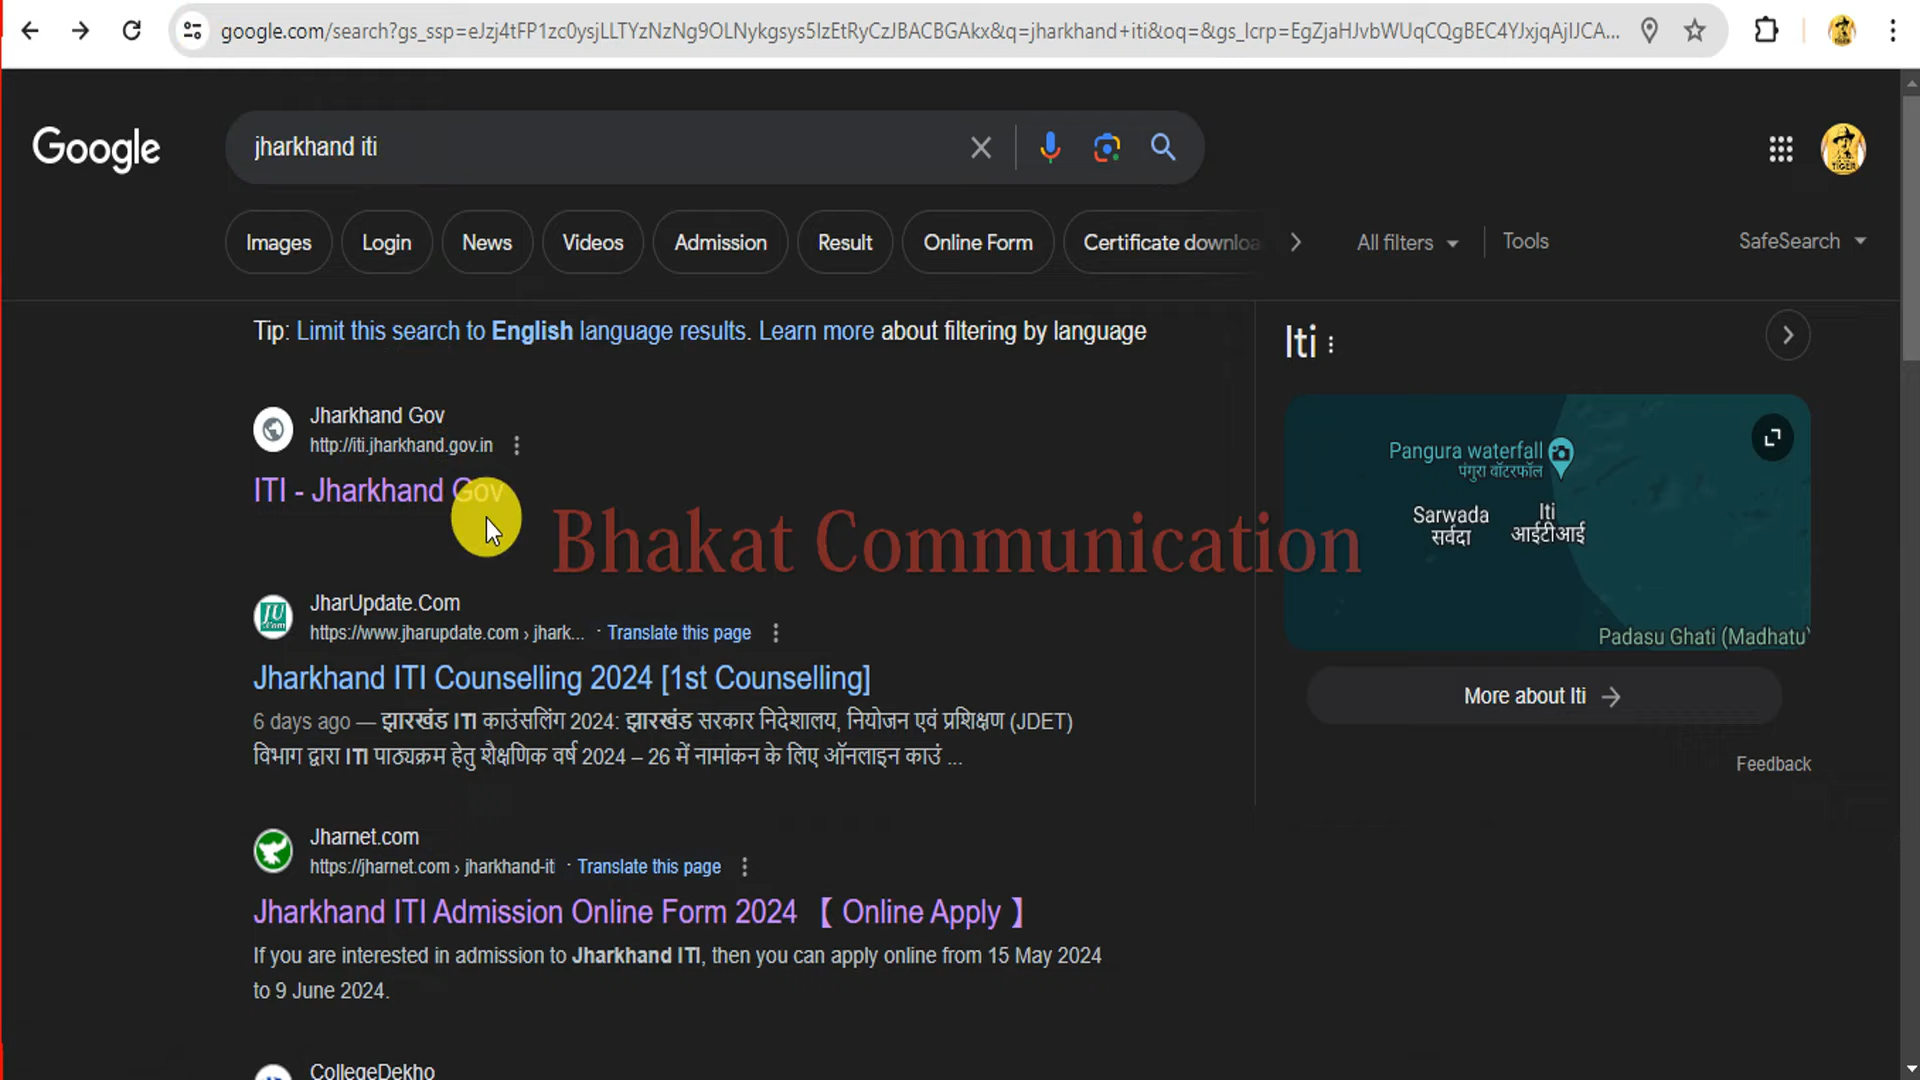 google.com/search?gs_ssp=eJzj4tFP1zc0ysjLLTYzNzNg9OLNykgsys5IzEtRyCzJBACBGAkx&q=jharkhand+iti&oq=&gs_lcrp=EgZjaHJvbWUqCQgBEC4YJxjqAjIJCA...
Google
jharkhand iti
TIGER
Images
Login
News
Videos
Admission
Result
Online Form
Certificate downloa
All filters
Tools
SafeSearch
Tip: Limit this search to English language results. Learn more about filtering by language
Iti
Jharkhand Gov
http://iti.jharkhand.gov.in
ITI - Jharkhand Gov
Bhakat Communication
Pangura waterfall
पंगुरा वॉटरफॉल
Sarwada
सर्वदा
Iti
आईटीआई
Padasu Ghati (Madhatu)
More about Iti
Feedback
JU
.Com
JharUpdate.Com
https://www.jharupdate.com › jhark... · Translate this page
Jharkhand ITI Counselling 2024 [1st Counselling]
6 days ago — झारखंड ITI काउंसलिंग 2024: झारखंड सरकार निदेशालय, नियोजन एवं प्रशिक्षण (JDET)
विभाग द्वारा ITI पाठ्यक्रम हेतु शैक्षणिक वर्ष 2024 – 26 में नामांकन के लिए ऑनलाइन काउं ...
Jharnet.com
https://jharnet.com › jharkhand-iti · Translate this page
Jharkhand ITI Admission Online Form 2024 【 Online Apply 】
If you are interested in admission to Jharkhand ITI, then you can apply online from 15 May 2024
to 9 June 2024.
CollegeDekho